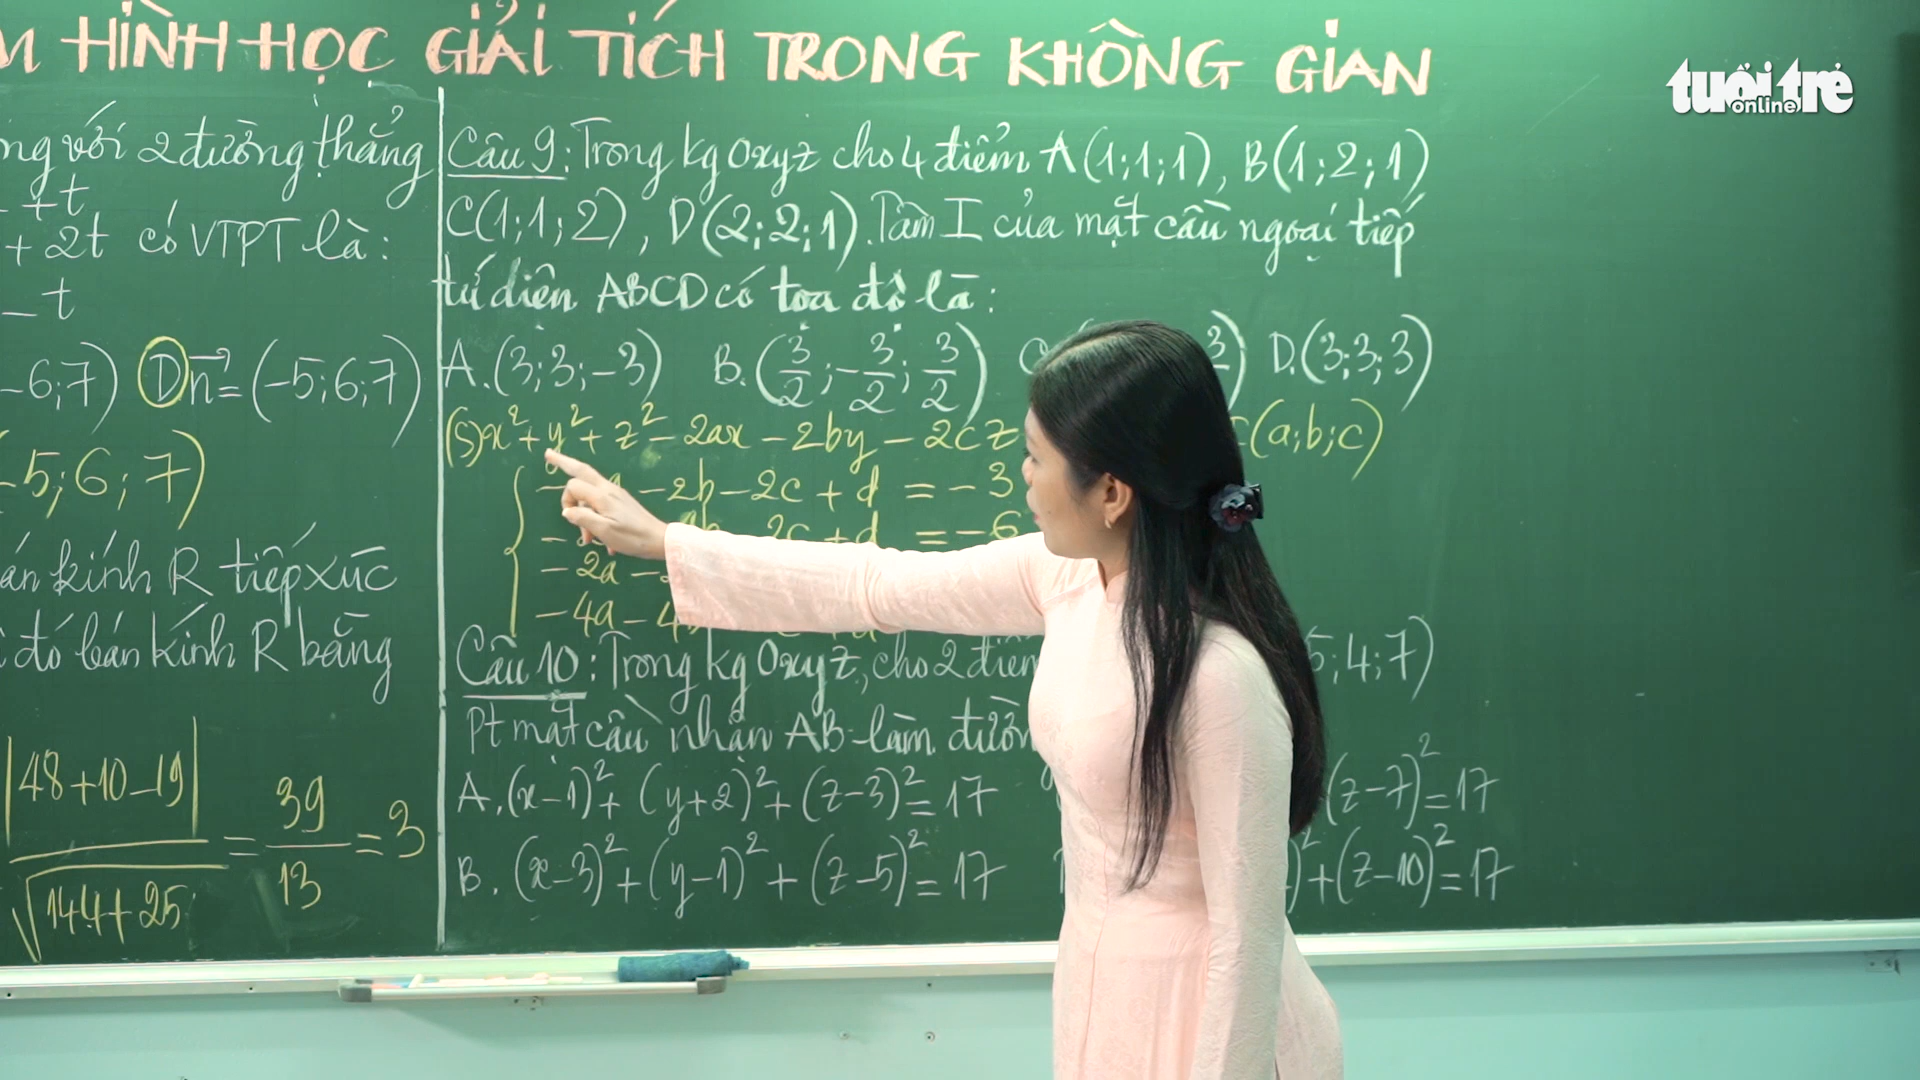 HÌNH HỌC GIẢI TÍCH TRONG KHÔNG GIAN
tuổi trẻ
online
ng với 2 đường thẳng
+ t
+ 2t có VTPT là:
– t
–6;7) D n = (–5;6;7)
5; 6; 7)
án kính R tiếp xúc
đó bán kính R bằng
|48+10–19|
√144+25
= 39/13 = 3
Câu 9: Trong kg Oxyz cho 4 điểm A(1;1;1), B(1;2;1)
C(1;1;2), D(2;2;1). Tâm I của mặt cầu ngoại tiếp
tứ diện ABCD có tọa độ là:
A. (3;3;–3) B. (3/2; –3/2; 3/2) C 3 D. (3;3;3)
(S) x² + y² + z² – 2ax – 2by – 2cz (a;b;c)
– 2b – 2c + d = –3
– 2c + d = –6
– 2a –
– 4a – 4
Câu 10: Trong kg Oxyz, cho 2 điểm 4;7)
Pt mặt cầu nhận AB làm đườn
A. (x–1)² + (y+2)² + (z–3)² = 17 (z–7)² = 17
B. (x–3)² + (y–1)² + (z–5)² = 17 + (z–10)² = 17